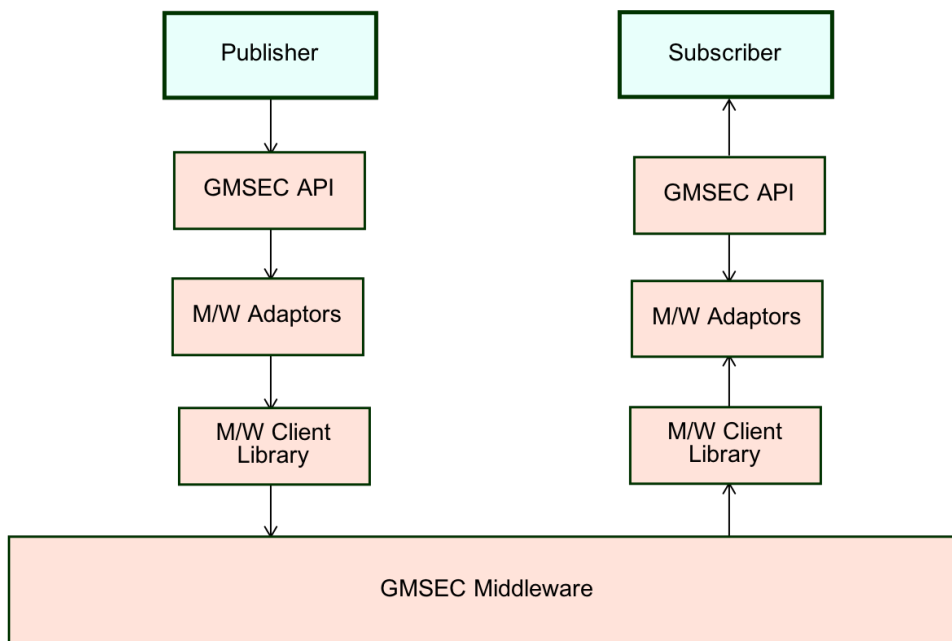 Publisher
Subscriber
GMSEC API
GMSEC API
M/W Adaptors
M/W Adaptors
M/W Client
Library
M/W Client
Library
GMSEC Middleware